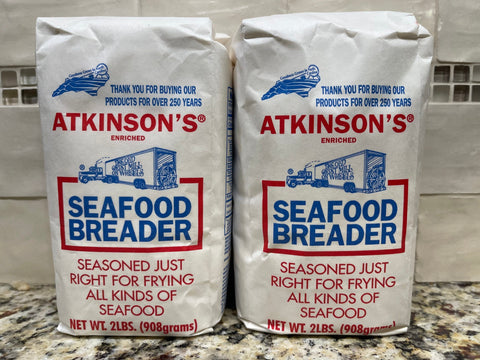 THANK YOU FOR BUYING OUR
PRODUCTS FOR OVER 250 YEARS
ATKINSON'S®
ENRICHED
SEAFOOD
BREADER
SEASONED JUST
RIGHT FOR FRYING
ALL KINDS OF
SEAFOOD
NET WT. 2LBS. (908grams)
THANK YOU FOR BUYING OUR
PRODUCTS FOR OVER 250 YEARS
ATKINSON'S®
ENRICHED
SEAFOOD
BREADER
SEASONED JUST
RIGHT FOR FRYING
ALL KINDS OF
SEAFOOD
NET WT. 2LBS. (908grams)